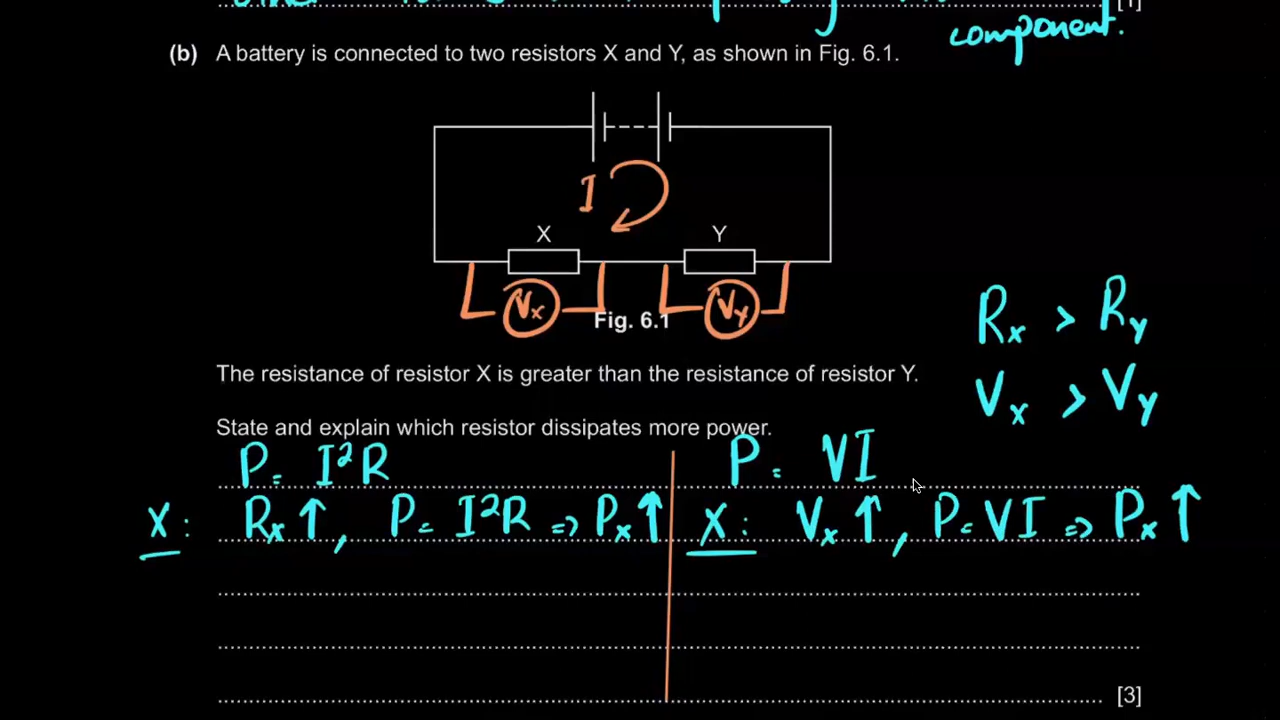 component.
(b) A battery is connected to two resistors X and Y, as shown in Fig. 6.1.
I
X Y
Vx Vy
Fig. 6.1
Rx > Ry
The resistance of resistor X is greater than the resistance of resistor Y.
Vx > Vy
State and explain which resistor dissipates more power.
P = I²R P = VI
X: Rx ↑, P = I²R => Px ↑ X: Vx ↑, P = VI => Px ↑
[3]